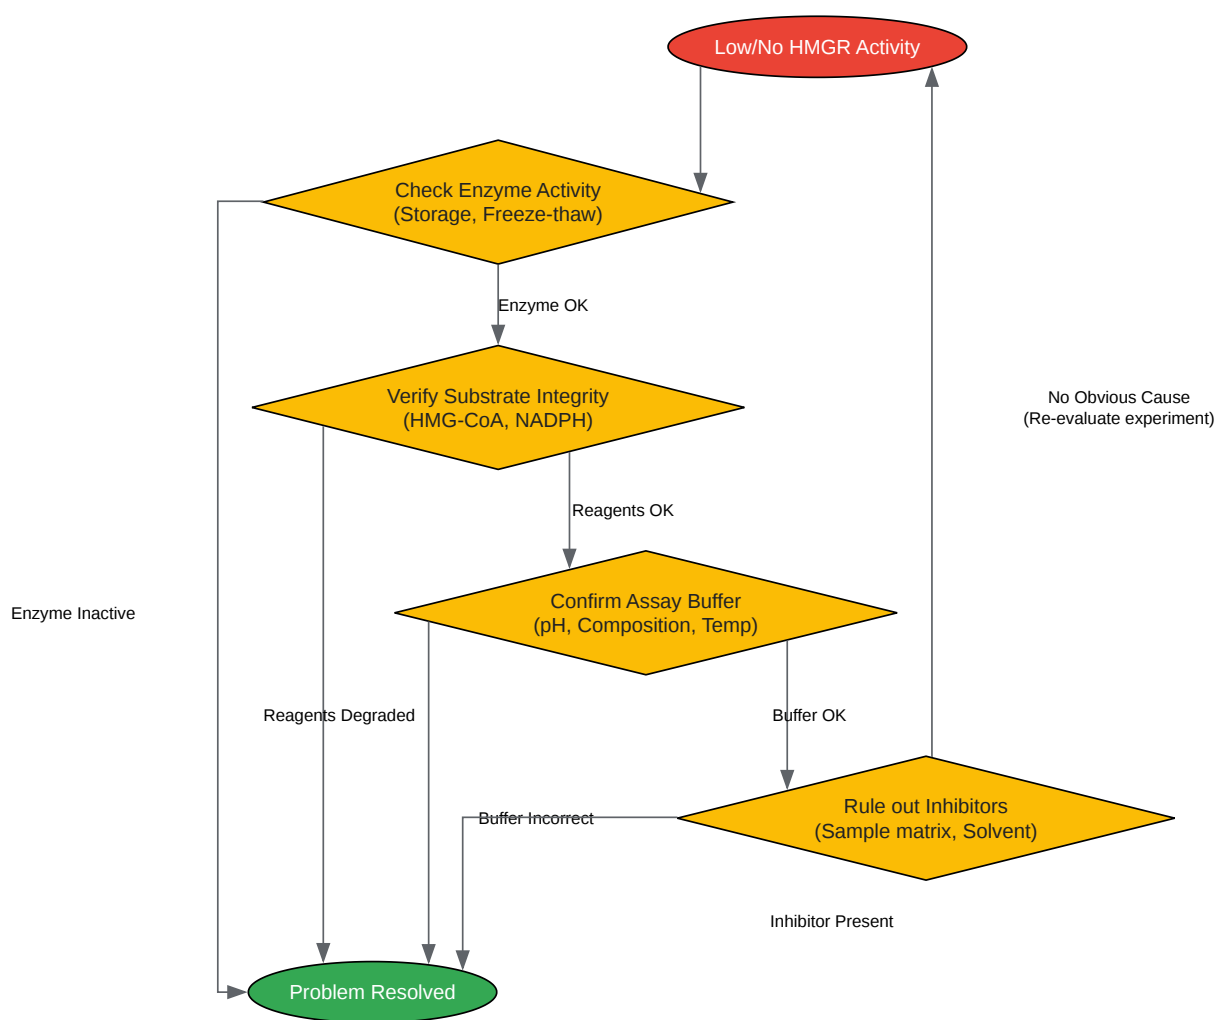 Low/No HMGR Activity
Check Enzyme Activity
(Storage, Freeze-thaw)
Enzyme OK
Verify Substrate Integrity
(HMG-CoA, NADPH)
No Obvious Cause
(Re-evaluate experiment)
Reagents OK
Confirm Assay Buffer
(pH, Composition, Temp)
Enzyme Inactive
Reagents Degraded
Buffer OK
Buffer Incorrect
Rule out Inhibitors
(Sample matrix, Solvent)
Inhibitor Present
Problem Resolved